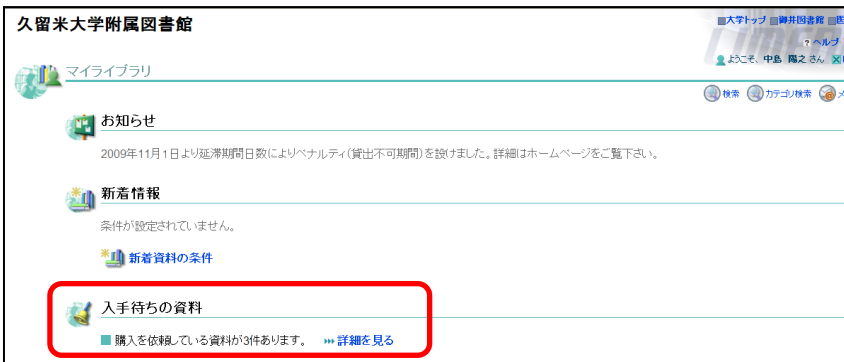 久留米大学附属図書館
大学トップ 御井図書館 医
ヘルプ
ようこそ、中島 陽之 さん
マイライブラリ
検索 カテゴリ検索
お知らせ
2009年11月1日より延滞期間日数によりペナルティ(貸出不可期間)を設けました。詳細はホームページをご覧下さい。
新着情報
条件が設定されていません。
新着資料の条件
入手待ちの資料
購入を依頼している資料が3件あります。 詳細を見る